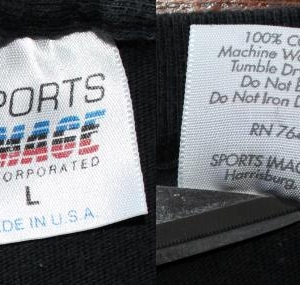 PORTS
MAGE
CORPORATED
L
DE IN U.S.A.
100% C
Machine Wa
Tumble Dr
Do Not B
Do Not Iron
RN 76
SPORTS IMAG
Harrisburg,